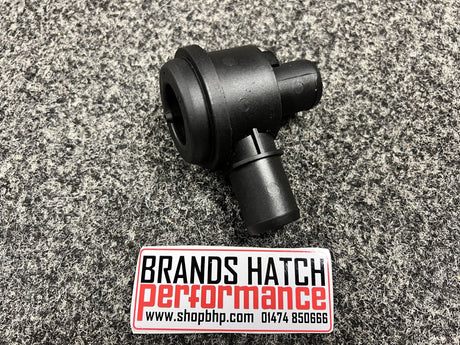 BRANDS HATCH
performance
www.shopbhp.com 01474 850666